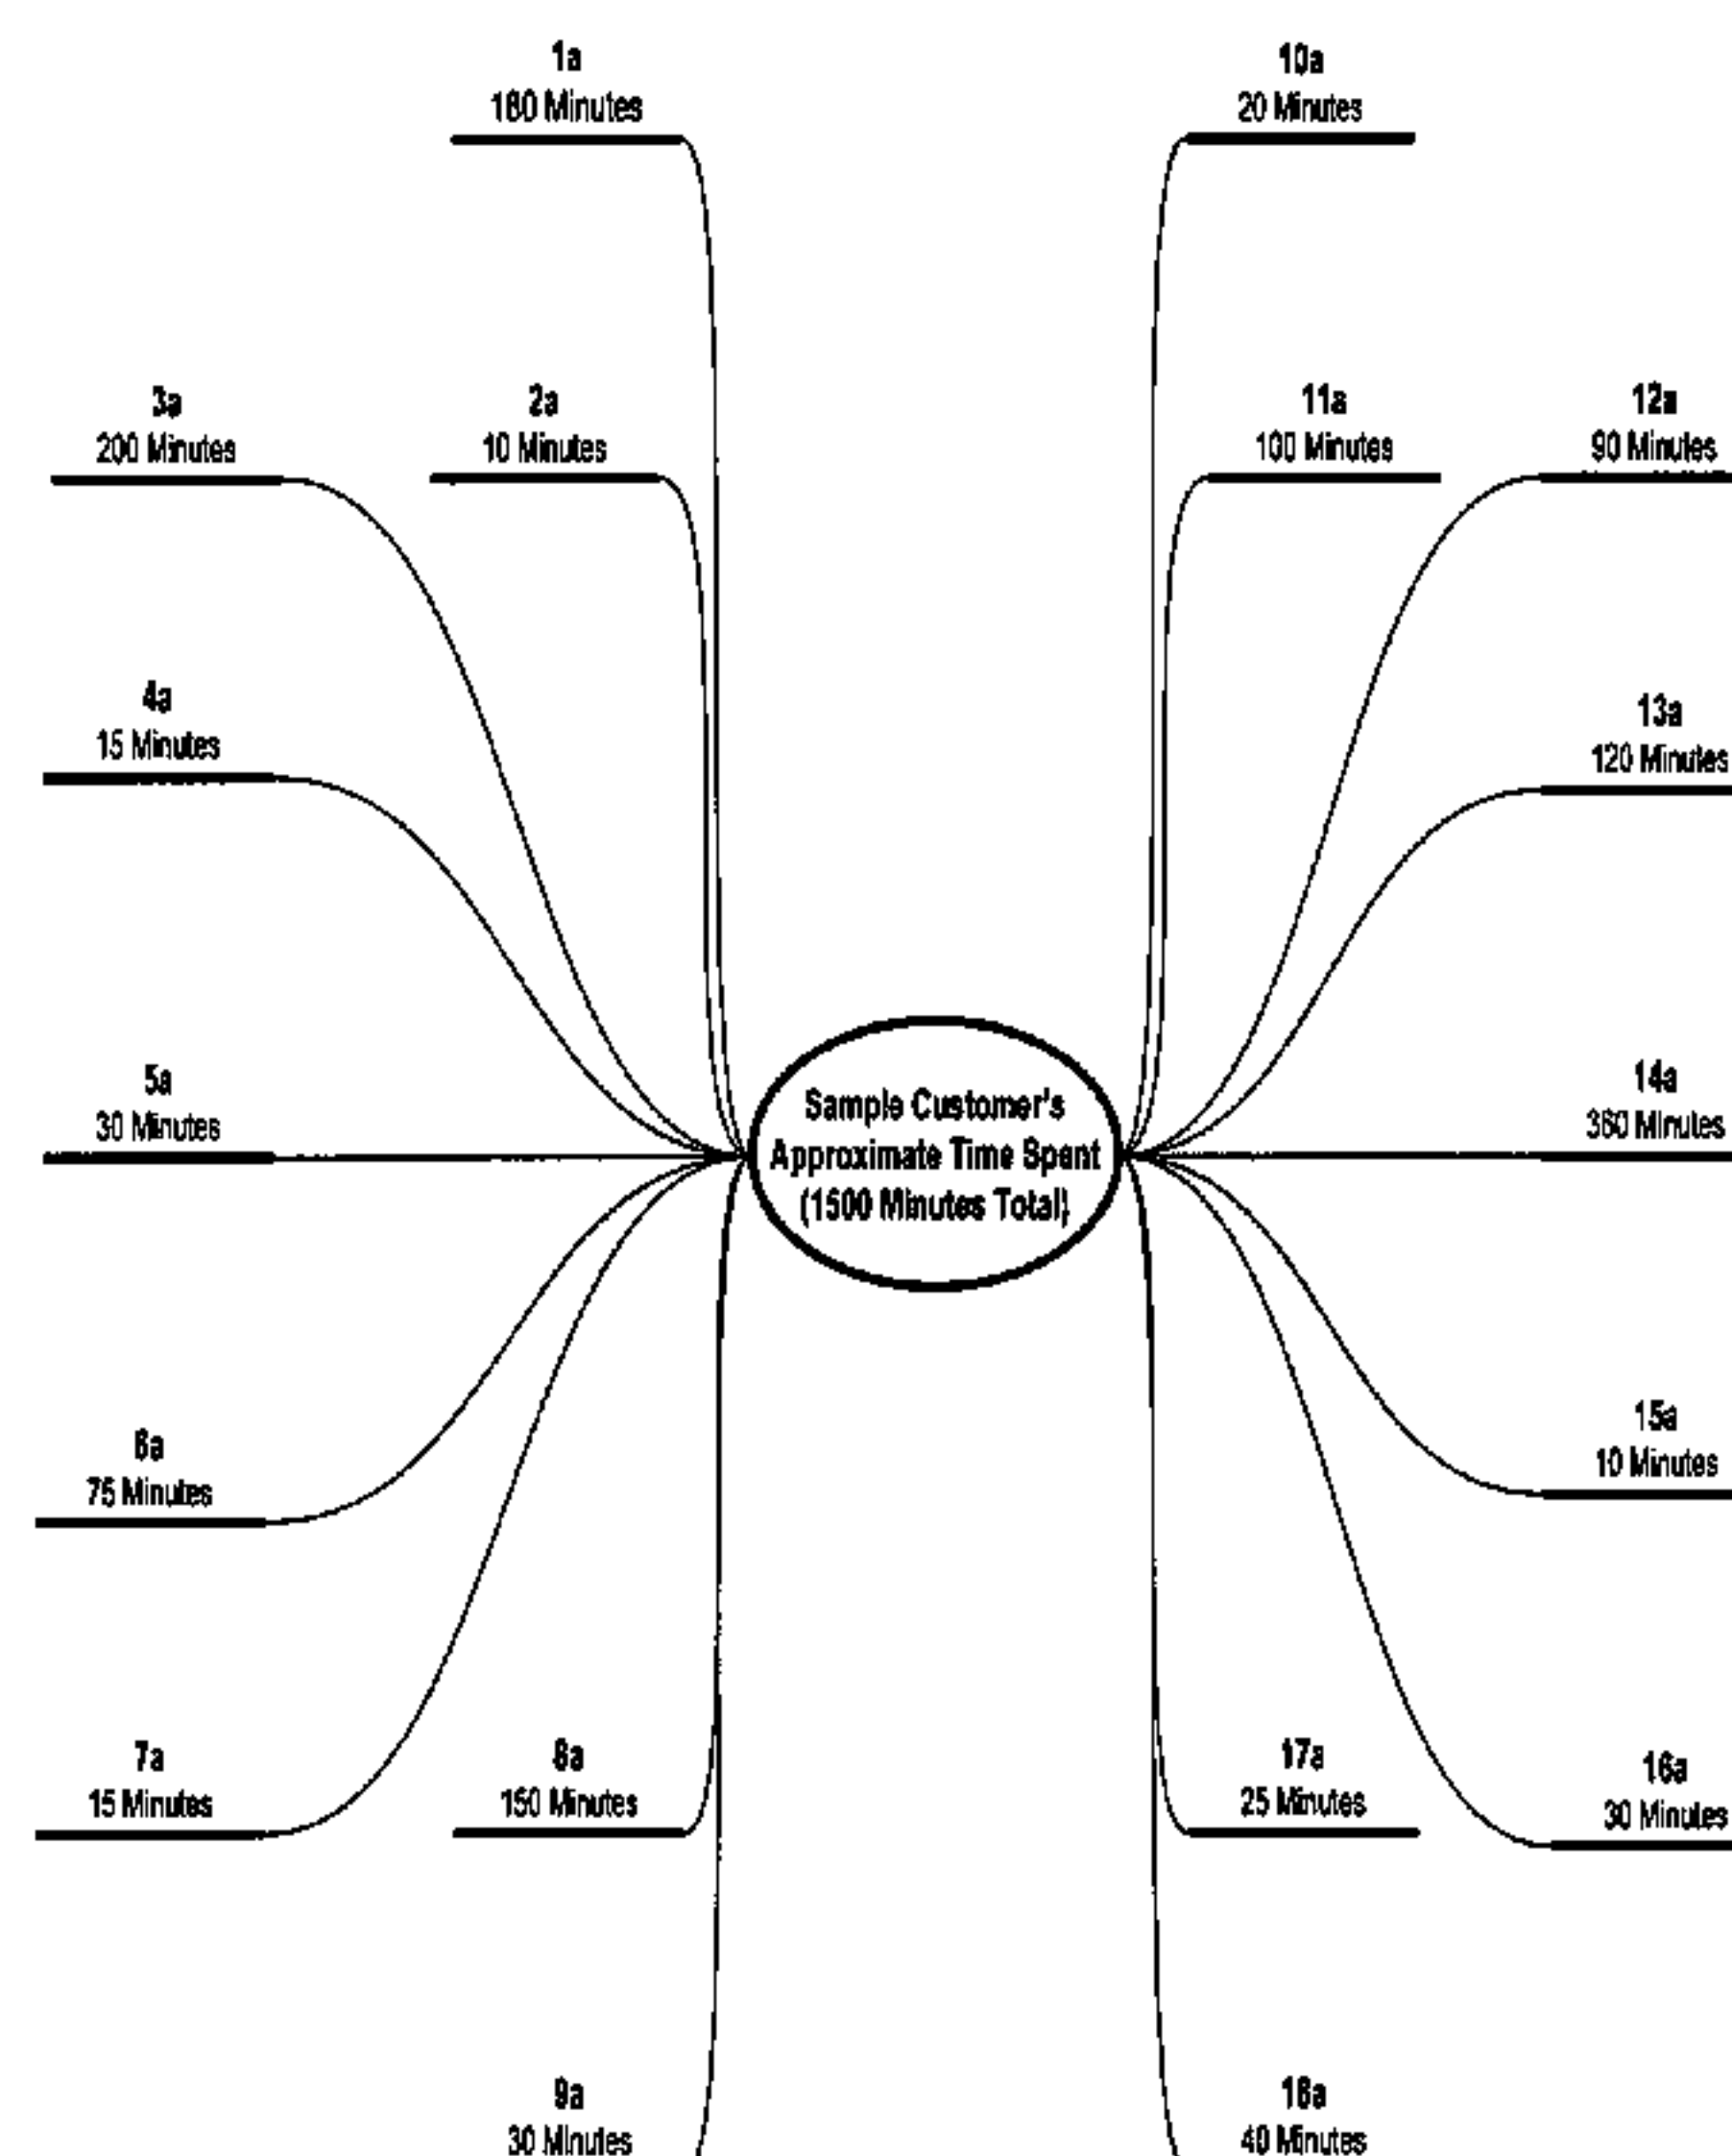 1a
180 Minutes
2a
10 Minutes
3a
200 Minutes
4a
15 Minutes
5a
30 Minutes
6a
75 Minutes
7a
15 Minutes
8a
150 Minutes
9a
30 Minutes
Sample Customer's
Approximate Time Spent
(1500 Minutes Total)
10a
20 Minutes
11a
100 Minutes
12a
90 Minutes
13a
120 Minutes
14a
360 Minutes
15a
10 Minutes
16a
30 Minutes
17a
25 Minutes
18a
40 Minutes